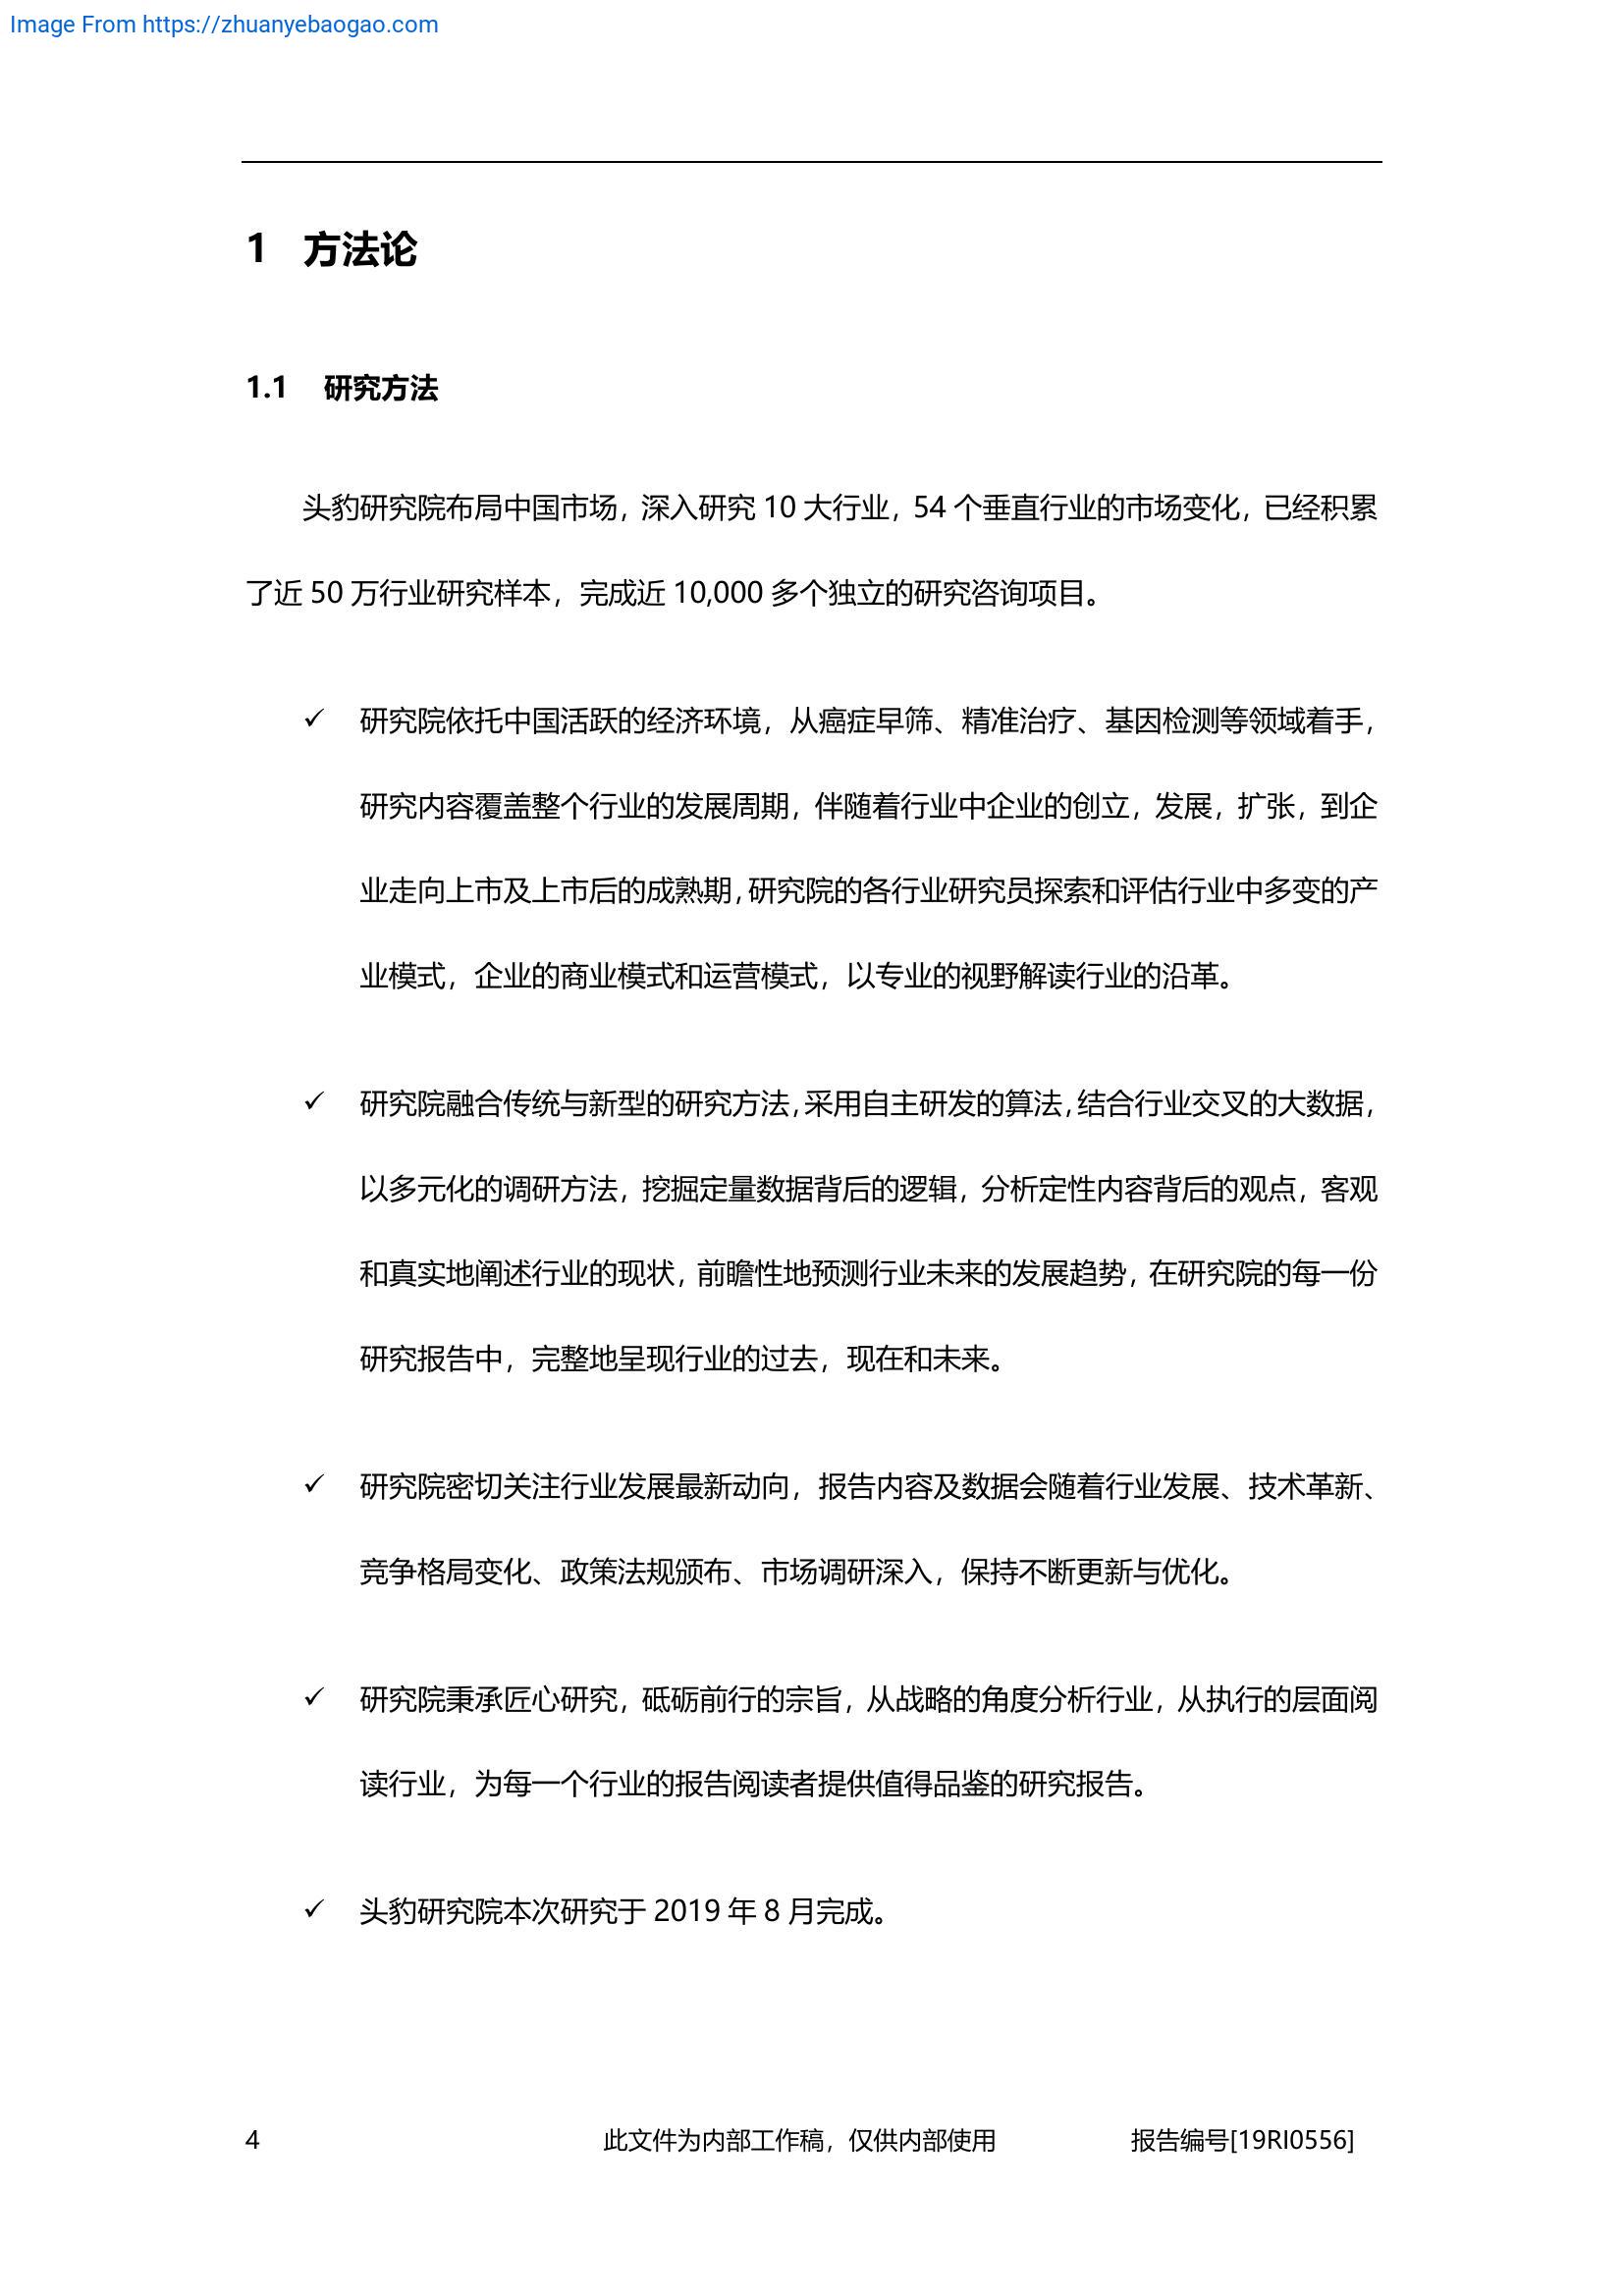 Image From https://zhuanyebaogao.com
1 方法论
1.1 研究方法
头豹研究院布局中国市场，深入研究 10 大行业，54 个垂直行业的市场变化，已经积累
了近 50 万行业研究样本，完成近 10,000 多个独立的研究咨询项目。
✓ 研究院依托中国活跃的经济环境，从癌症早筛、精准治疗、基因检测等领域着手，
研究内容覆盖整个行业的发展周期，伴随着行业中企业的创立，发展，扩张，到企
业走向上市及上市后的成熟期，研究院的各行业研究员探索和评估行业中多变的产
业模式，企业的商业模式和运营模式，以专业的视野解读行业的沿革。
✓ 研究院融合传统与新型的研究方法，采用自主研发的算法，结合行业交叉的大数据，
以多元化的调研方法，挖掘定量数据背后的逻辑，分析定性内容背后的观点，客观
和真实地阐述行业的现状，前瞻性地预测行业未来的发展趋势，在研究院的每一份
研究报告中，完整地呈现行业的过去，现在和未来。
✓ 研究院密切关注行业发展最新动向，报告内容及数据会随着行业发展、技术革新、
竞争格局变化、政策法规颁布、市场调研深入，保持不断更新与优化。
✓ 研究院秉承匠心研究，砥砺前行的宗旨，从战略的角度分析行业，从执行的层面阅
读行业，为每一个行业的报告阅读者提供值得品鉴的研究报告。
✓ 头豹研究院本次研究于 2019 年 8 月完成。
4 此文件为内部工作稿，仅供内部使用 报告编号[19RI0556]